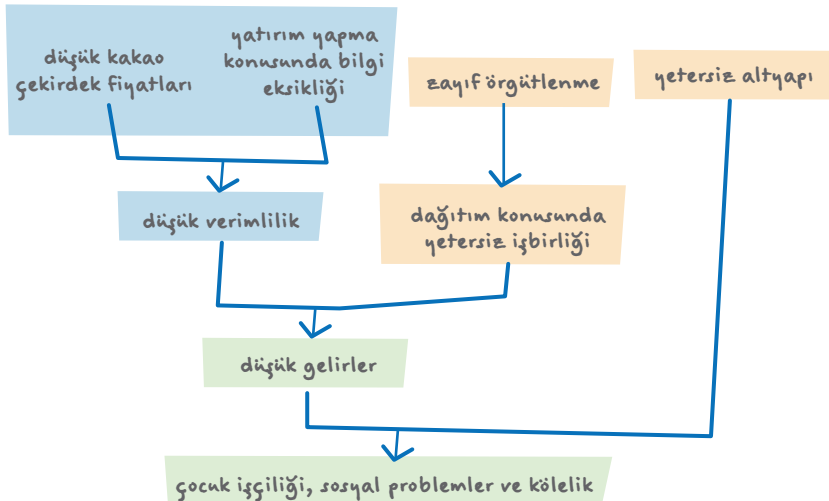 düşük kakao
çekirdek fiyatları
yatırım yapma
konusunda bilgi
eksikliği
zayıf örgütlenme
yetersiz altyapı
düşük verimlilik
dağıtım konusunda
yetersiz işbirliği
düşük gelirler
çocuk işçiliği, sosyal problemler ve kölelik